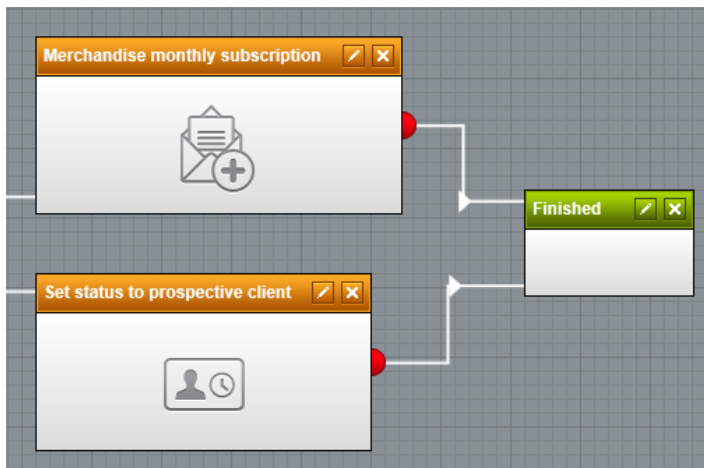 Merchandise monthly subscription
Finished
Set status to prospective client